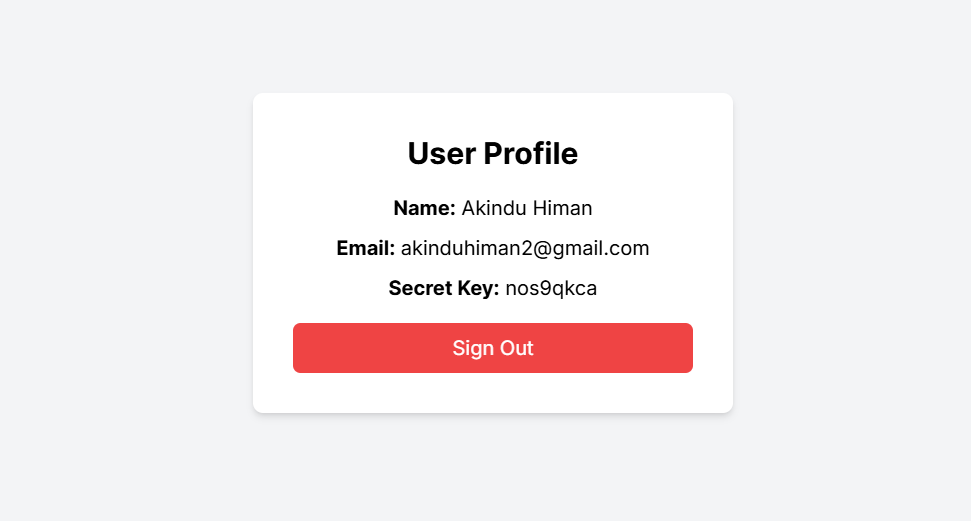 User Profile
Name: Akindu Himan
Email: akinduhiman2@gmail.com
Secret Key: nos9qkca
Sign Out